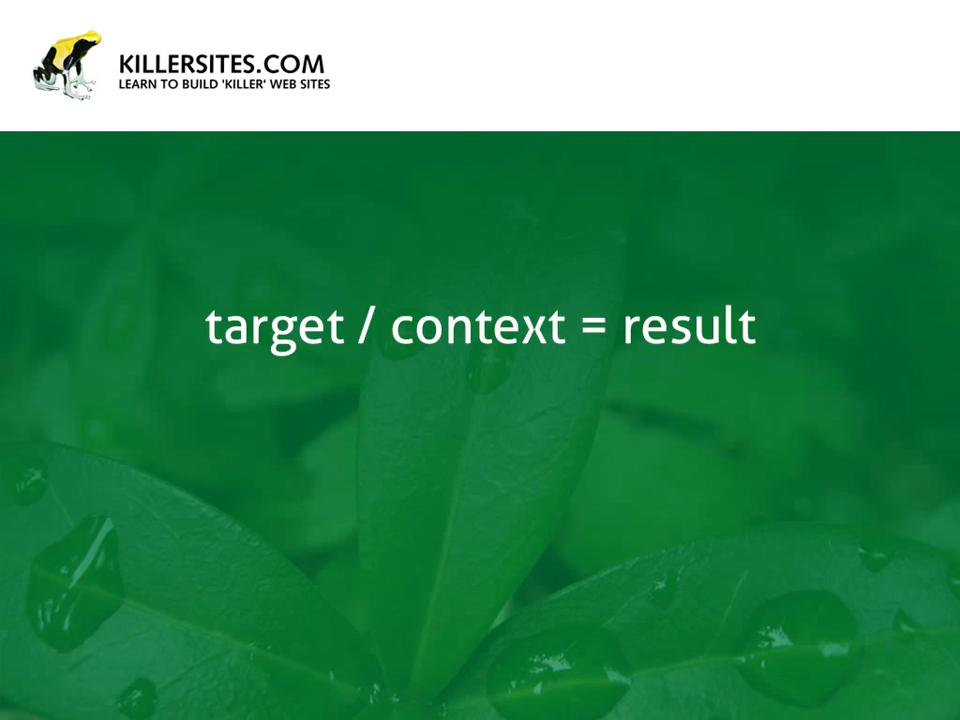 KILLERSITES.COM
LEARN TO BUILD 'KILLER' WEB SITES
target / context = result